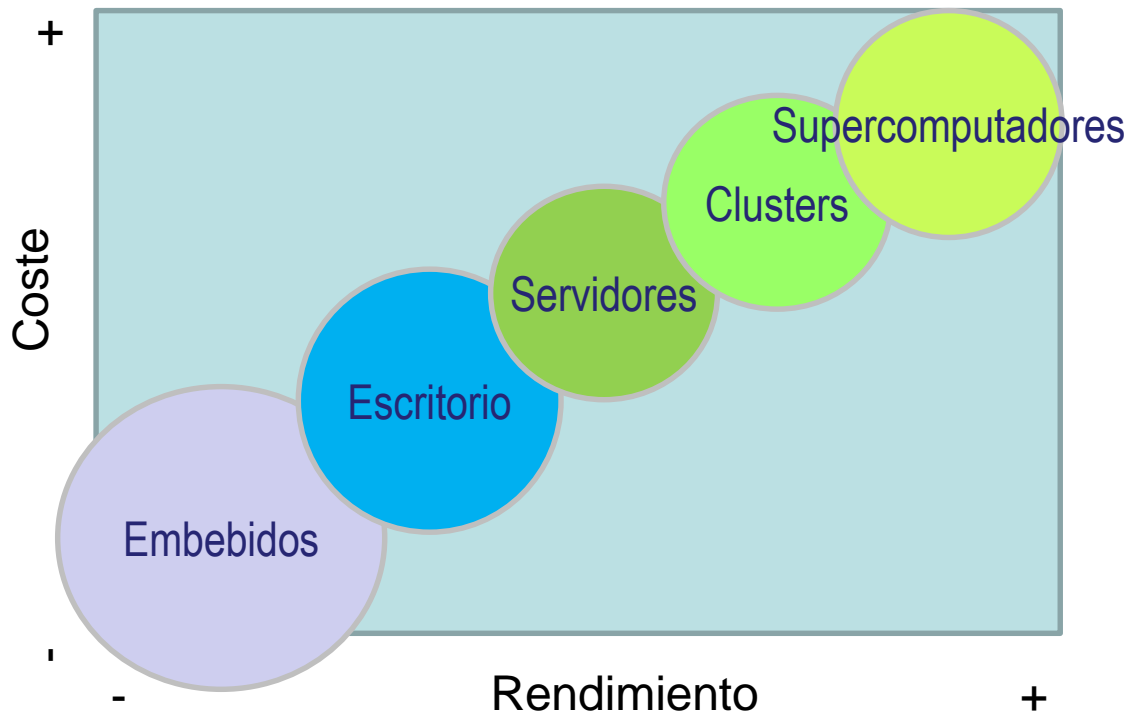 +
Supercomputadores
Clusters
Coste
Servidores
Escritorio
Embebidos
-
-
Rendimiento
+